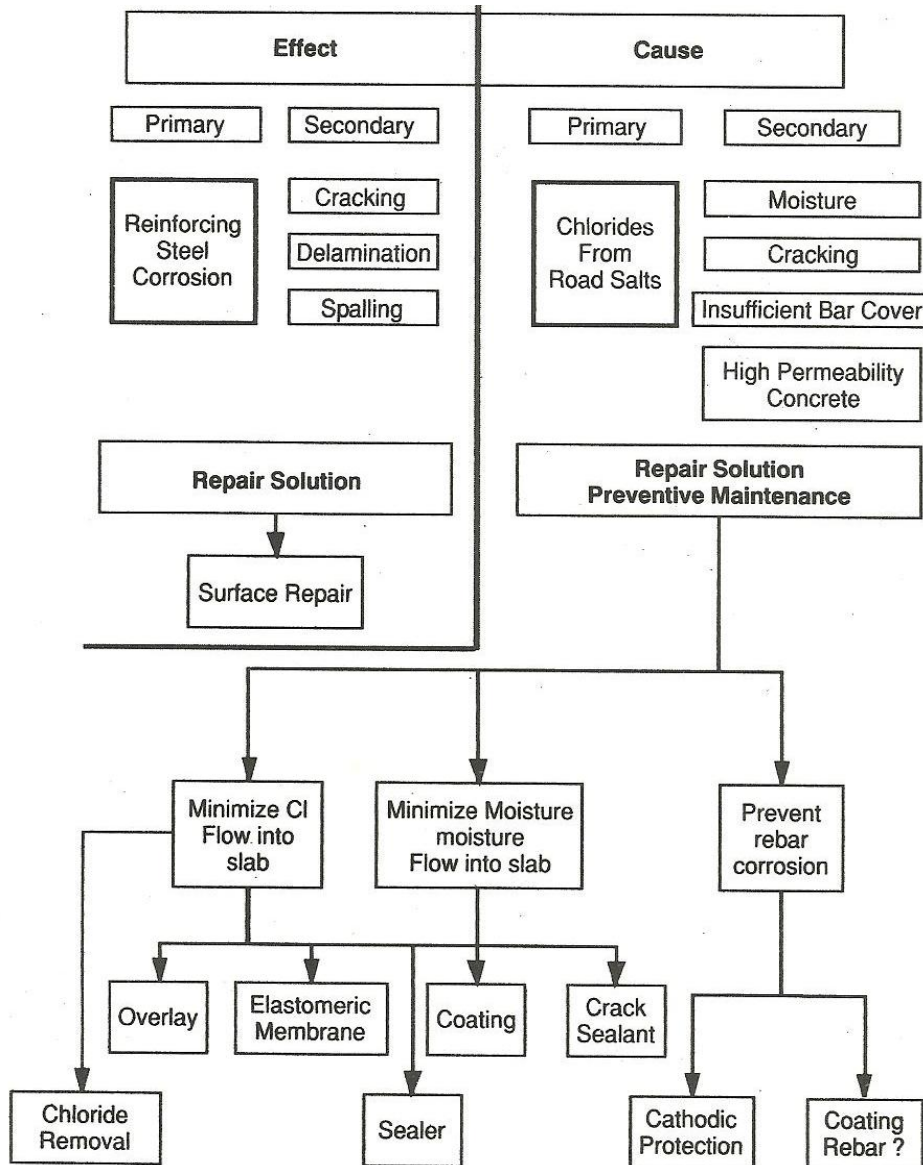 Effect
Cause
Primary
Secondary
Primary
Secondary
Reinforcing
Steel
Corrosion
Cracking
Delamination
Spalling
Chlorides
From
Road Salts
Moisture
Cracking
Insufficient Bar Cover
High Permeability
Concrete
Repair Solution
Repair Solution
Preventive Maintenance
Surface Repair
Minimize Cl
Flow into
slab
Minimize Moisture
moisture
Flow into slab
Prevent
rebar
corrosion
Overlay
Elastomeric
Membrane
Coating
Crack
Sealant
Chloride
Removal
Sealer
Cathodic
Protection
Coating
Rebar ?